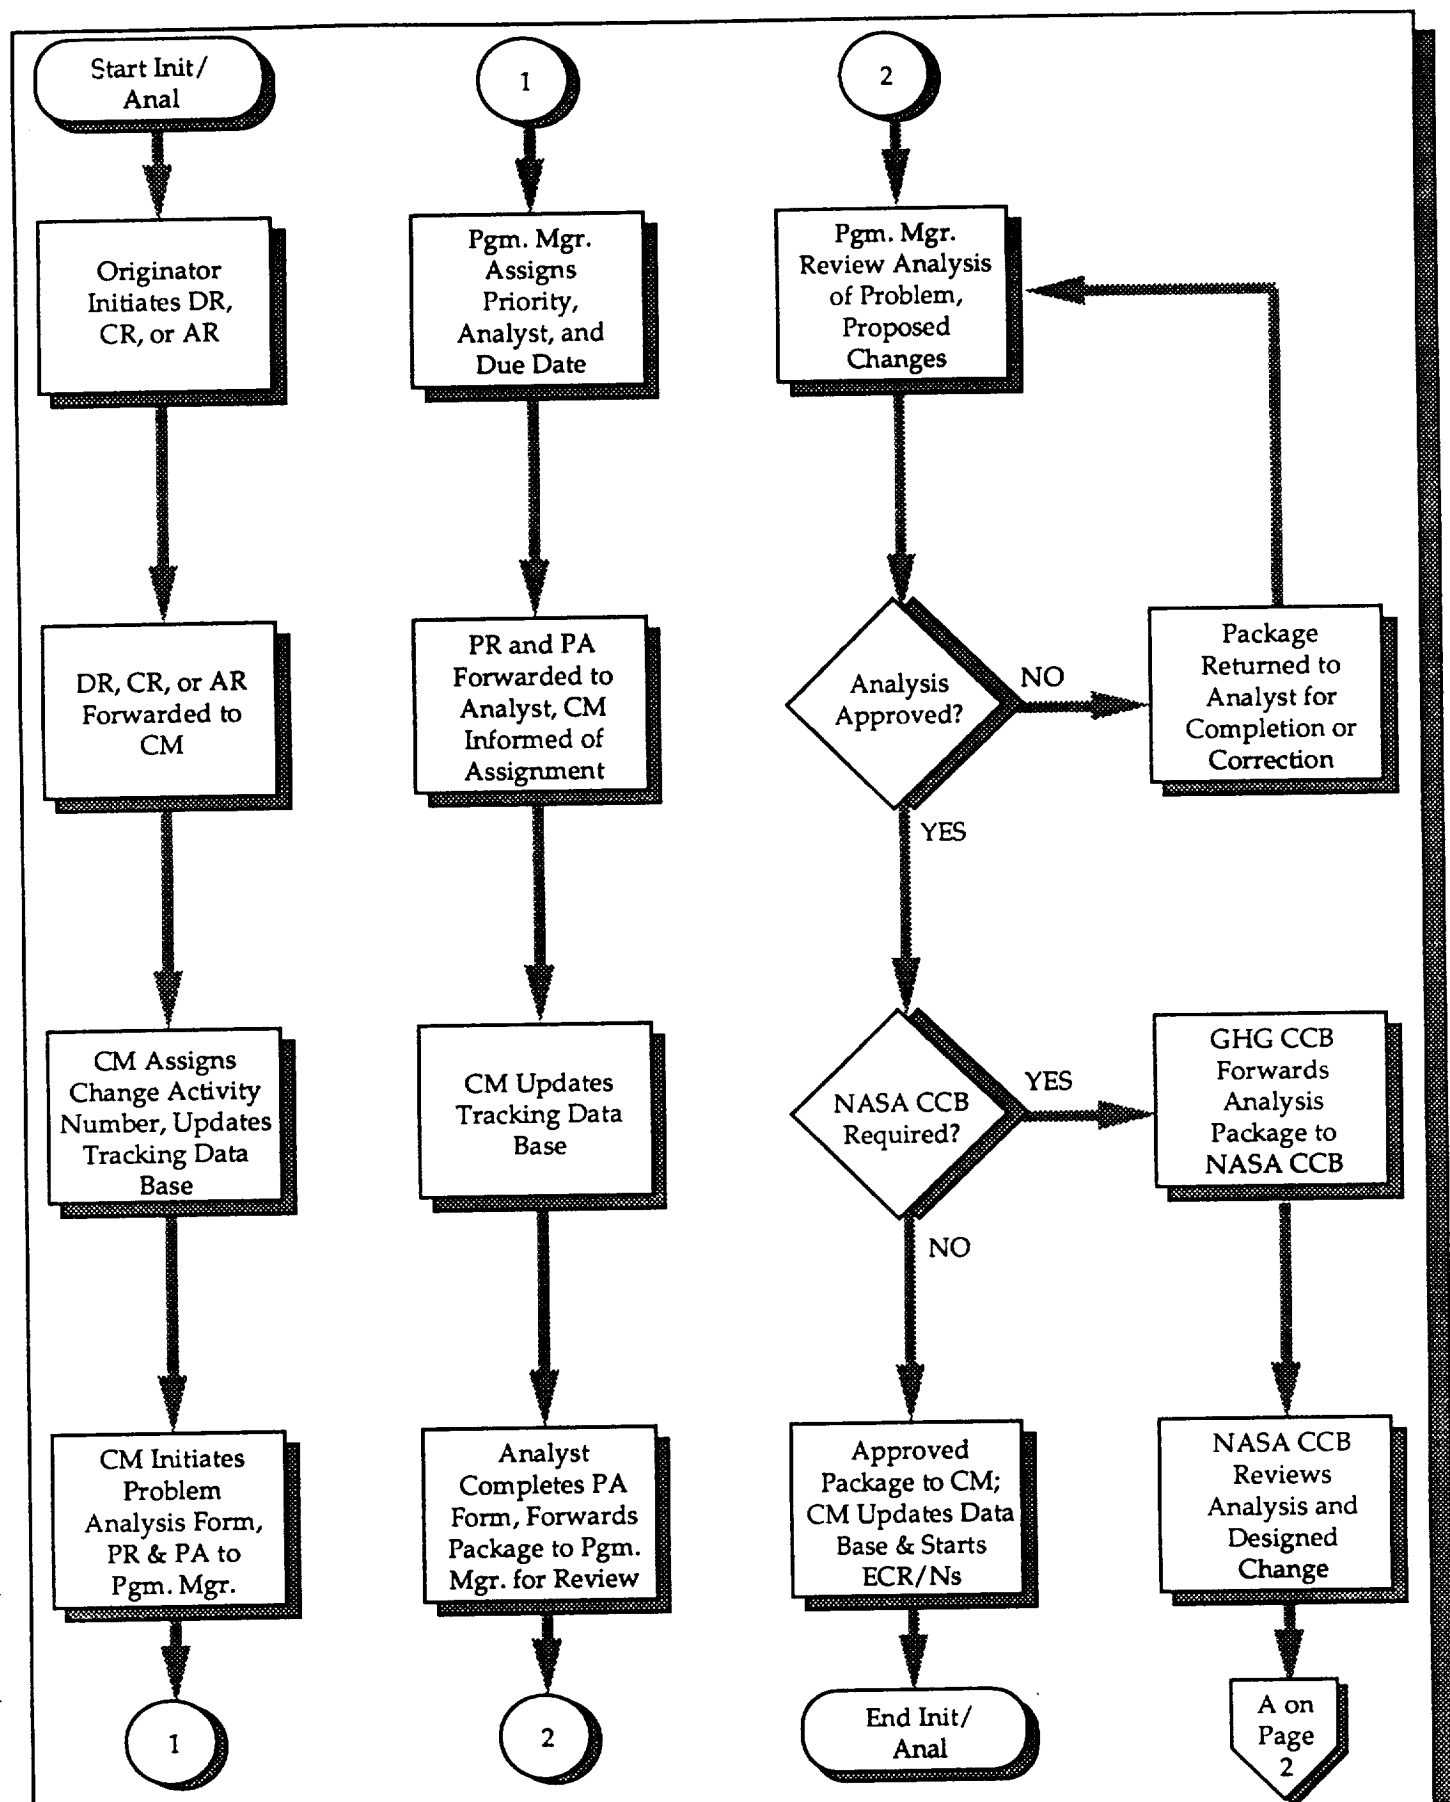 Start Init/
Anal
Originator
Initiates DR,
CR, or AR
DR, CR, or AR
Forwarded to
CM
CM Assigns
Change Activity
Number, Updates
Tracking Data
Base
CM Initiates
Problem
Analysis Form,
PR & PA to
Pgm. Mgr.
1
1
Pgm. Mgr.
Assigns
Priority,
Analyst, and
Due Date
PR and PA
Forwarded to
Analyst, CM
Informed of
Assignment
CM Updates
Tracking Data
Base
Analyst
Completes PA
Form, Forwards
Package to Pgm.
Mgr. for Review
2
2
Pgm. Mgr.
Review Analysis
of Problem,
Proposed
Changes
Analysis
Approved?
NO
Package
Returned to
Analyst for
Completion or
Correction
YES
NASA CCB
Required?
YES
GHG CCB
Forwards
Analysis
Package to
NASA CCB
NO
Approved
Package to CM;
CM Updates Data
Base & Starts
ECR/Ns
End Init/
Anal
NASA CCB
Reviews
Analysis and
Designed
Change
A on
Page
2